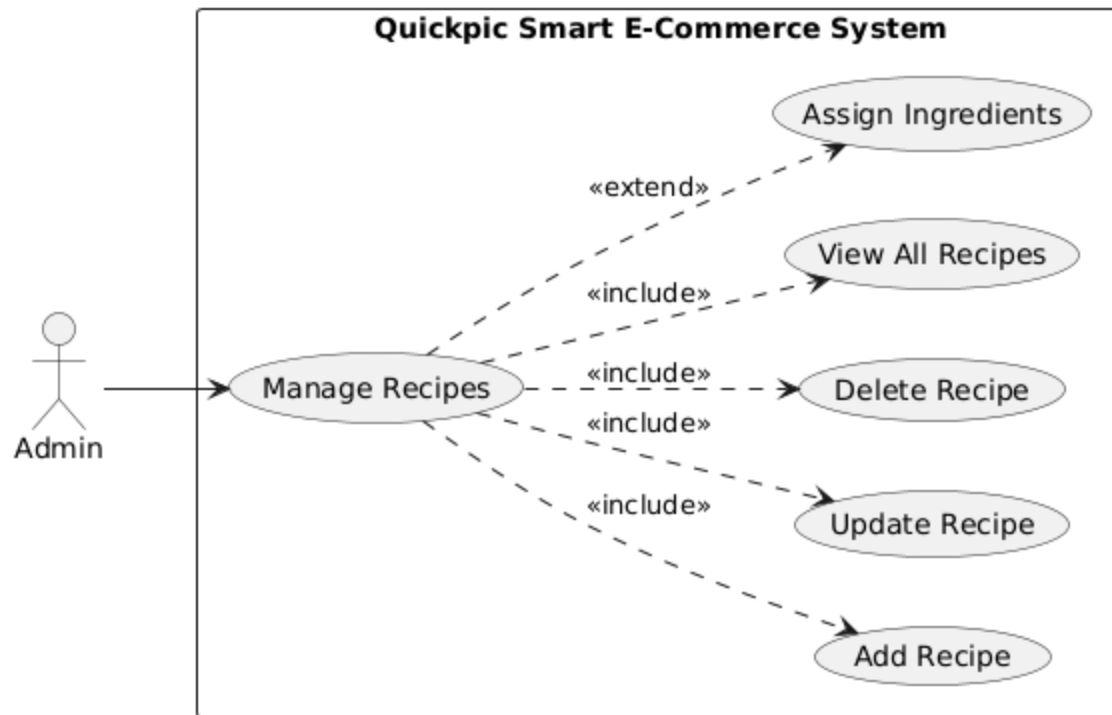 Quickpic Smart E-Commerce System
Assign Ingredients
«extend»
View All Recipes
«include»
Manage Recipes
«include»
Delete Recipe
«include»
Admin
Update Recipe
«include»
Add Recipe